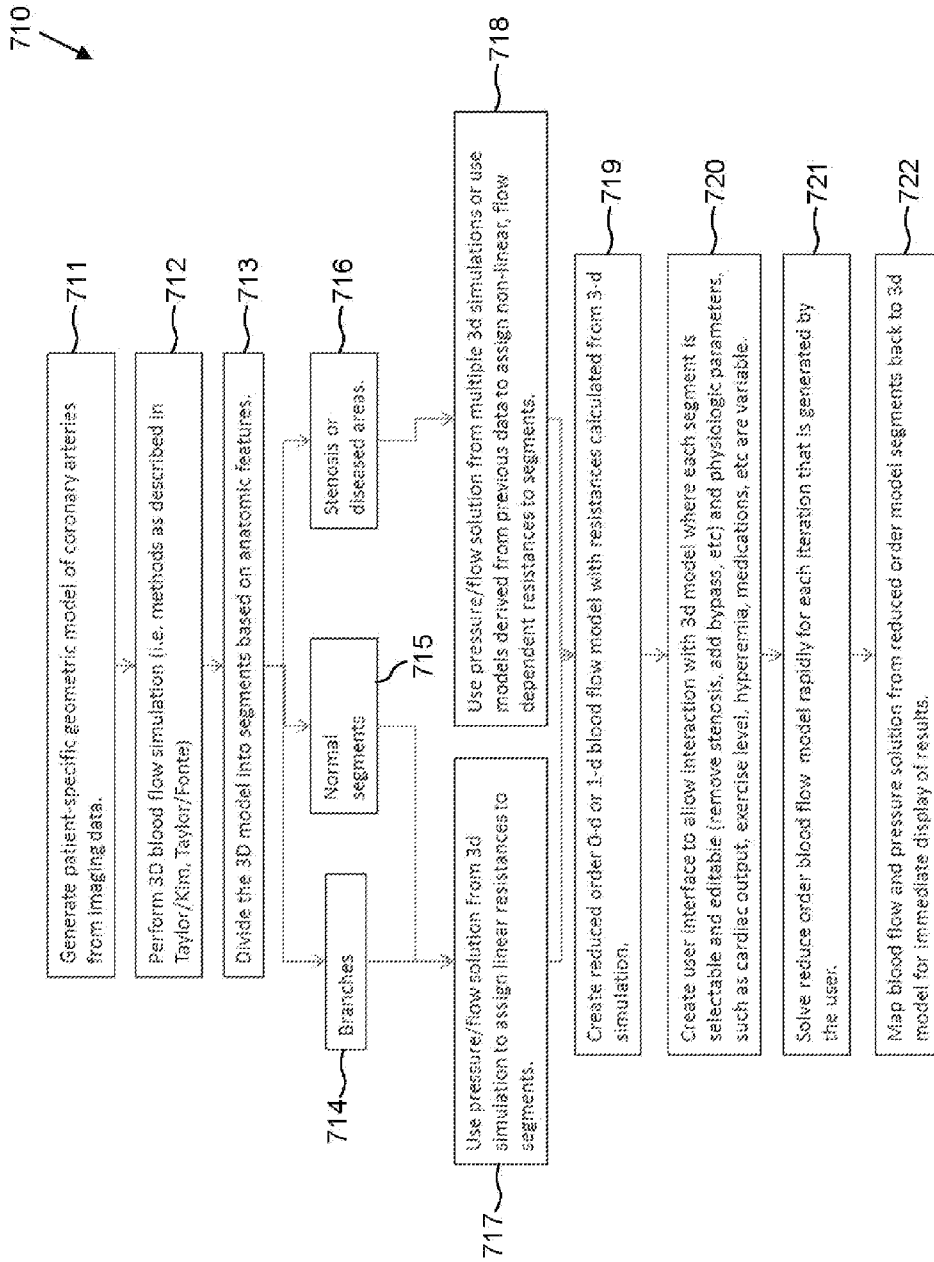 710
Generate patient-specific geometric model of coronary arteries
from imaging data.
711
Perform 3D blood flow simulation (i.e. methods as described in
Taylor/Kim, Taylor/Fonte)
712
Divide the 3D model into segments based on anatomic features.
713
Branches
714
Normal
segments
715
Stenosis or
diseased areas.
716
Use pressure/flow solution from 3d
simulation to assign linear resistances to
segments.
717
Use pressure/flow solution from multiple 3d simulations or use
models derived from previous data to assign non-linear, flow
dependent resistances to segments.
718
Create reduced order 0-d or 1-d blood flow model with resistances calculated from 3-d
simulation.
719
Create user interface to allow interaction with 3d model where each segment is
selectable and editable (remove stenosis, add bypass, etc) and physiologic parameters,
such as cardiac output, exercise level, hyperemia, medications, etc are variable.
720
Solve reduce order blood flow model rapidly for each iteration that is generated by
the user.
721
Map blood flow and pressure solution from reduced order model segments back to 3d
model for immediate display of results.
722